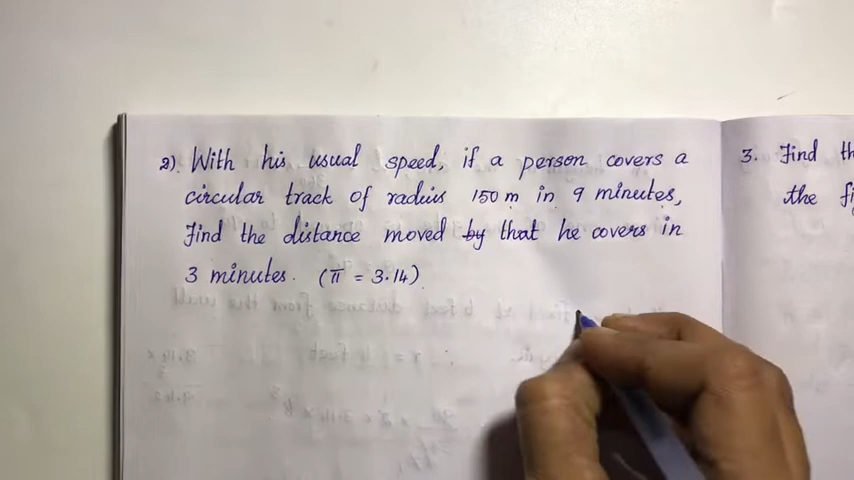 2). With his usual speed, if a person covers a
circular track of radius 150 m in 9 minutes,
Find the distance moved by that he covers in
3 minutes. (π = 3.14)
3. Find th
the fi